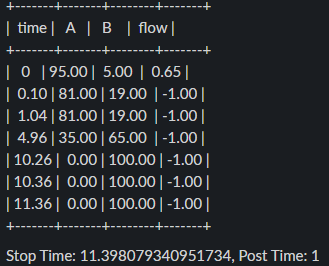 +-------+-------+--------+-------+
| time | A | B | flow |
+-------+-------+--------+-------+
| 0 | 95.00 | 5.00 | 0.65 |
| 0.10 | 81.00 | 19.00 | -1.00 |
| 1.04 | 81.00 | 19.00 | -1.00 |
| 4.96 | 35.00 | 65.00 | -1.00 |
| 10.26 | 0.00 | 100.00 | -1.00 |
| 10.36 | 0.00 | 100.00 | -1.00 |
| 11.36 | 0.00 | 100.00 | -1.00 |
+-------+-------+--------+-------+
Stop Time: 11.398079340951734, Post Time: 1